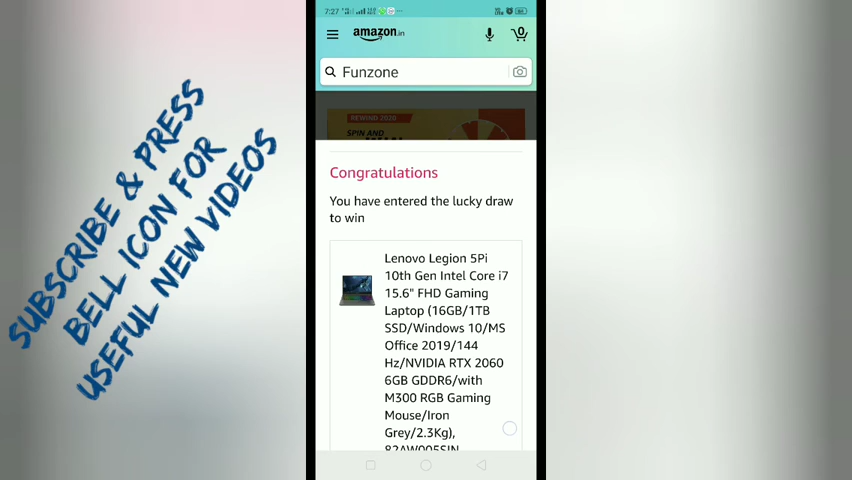 SUBSCRIBE & PRESS
BELL ICON FOR
USEFUL NEW VIDEOS
7:27
amazon.in
0
Funzone
REWIND 2020
SPIN AND
Congratulations
You have entered the lucky draw
to win
Lenovo Legion 5Pi
10th Gen Intel Core i7
15.6" FHD Gaming
Laptop (16GB/1TB
SSD/Windows 10/MS
Office 2019/144
Hz/NVIDIA RTX 2060
6GB GDDR6/with
M300 RGB Gaming
Mouse/Iron
Grey/2.3Kg),
82AW005SIN